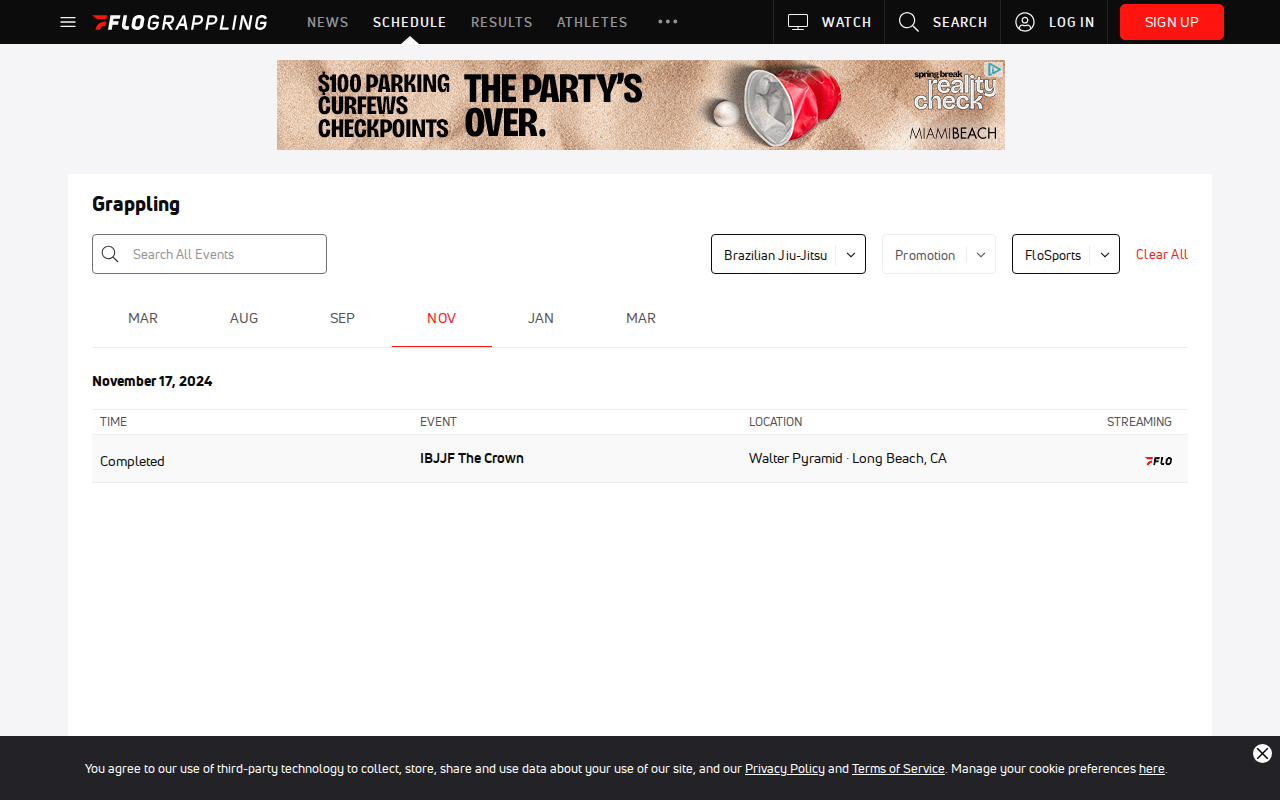 FLOGRAPPLING NEWS SCHEDULE RESULTS ATHLETES WATCH SEARCH LOG IN SIGN UP
$100 PARKING
CURFEWS
CHECKPOINTS
THE PARTY'S
OVER.
spring break
reality
check
MIAMIBEACH
Grappling
Search All Events
Brazilian Jiu-Jitsu
Promotion
FloSports
Clear All
MAR AUG SEP NOV JAN MAR
November 17, 2024
TIME EVENT LOCATION STREAMING
Completed IBJJF The Crown Walter Pyramid · Long Beach, CA FLO
You agree to our use of third-party technology to collect, store, share and use data about your use of our site, and our Privacy Policy and Terms of Service. Manage your cookie preferences here.